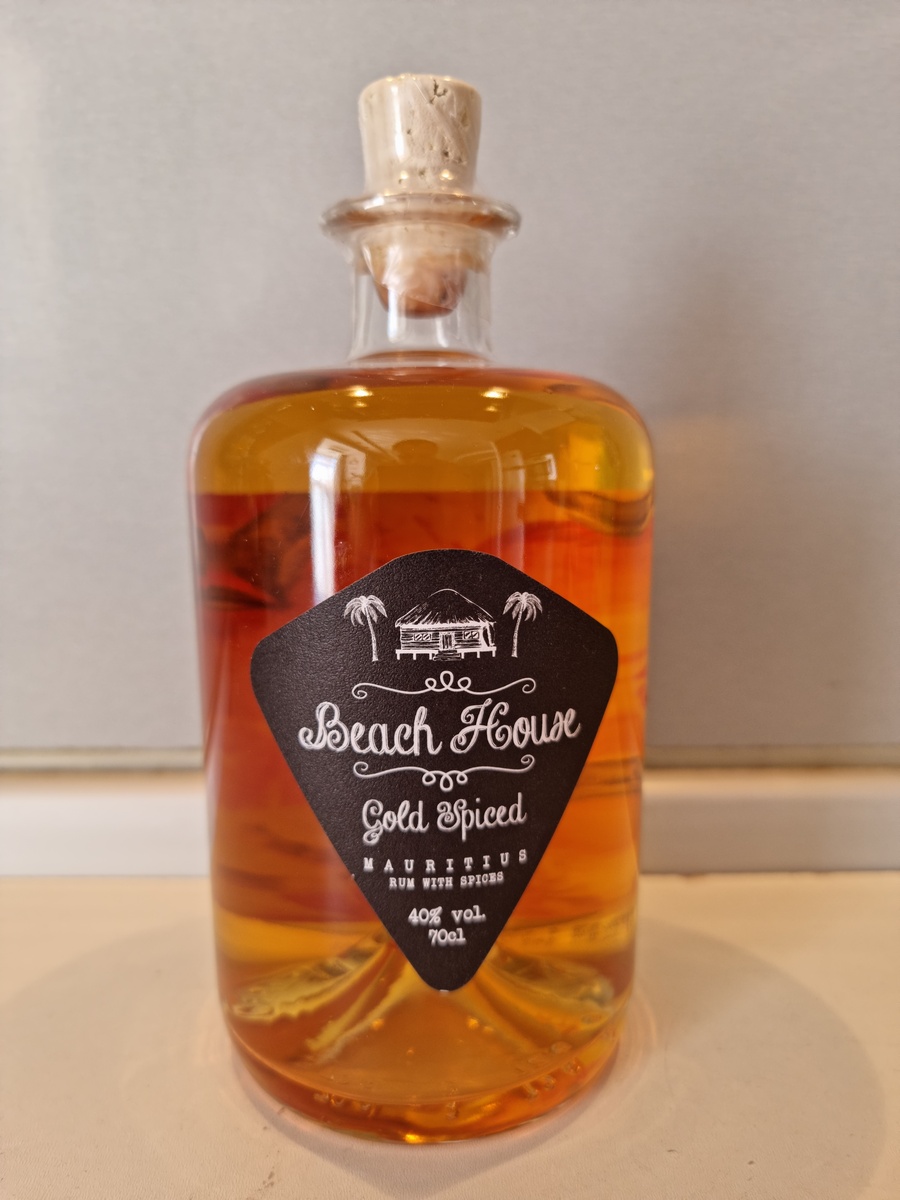 Beach House
Gold Spiced
MAURITIUS
RUM WITH SPICES
40% vol.
70cl